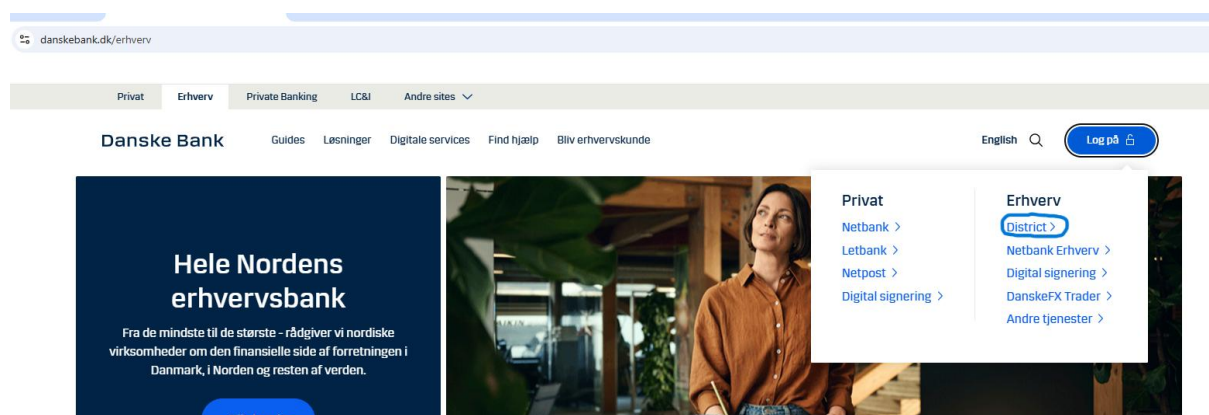 danskebank.dk/erhverv
Privat Erhverv Private Banking LC&I Andre sites
Danske Bank Guides Løsninger Digitale services Find hjælp Bliv erhvervskunde English Log på
Privat
Netbank >
Letbank >
Netpost >
Digital signering >
Erhverv
District >
Netbank Erhverv >
Digital signering >
DanskeFX Trader >
Andre tjenester >
Hele Nordens
erhvervsbank
Fra de mindste til de største - rådgiver vi nordiske
virksomheder om den finansielle side af forretningen i
Danmark, i Norden og resten af verden.